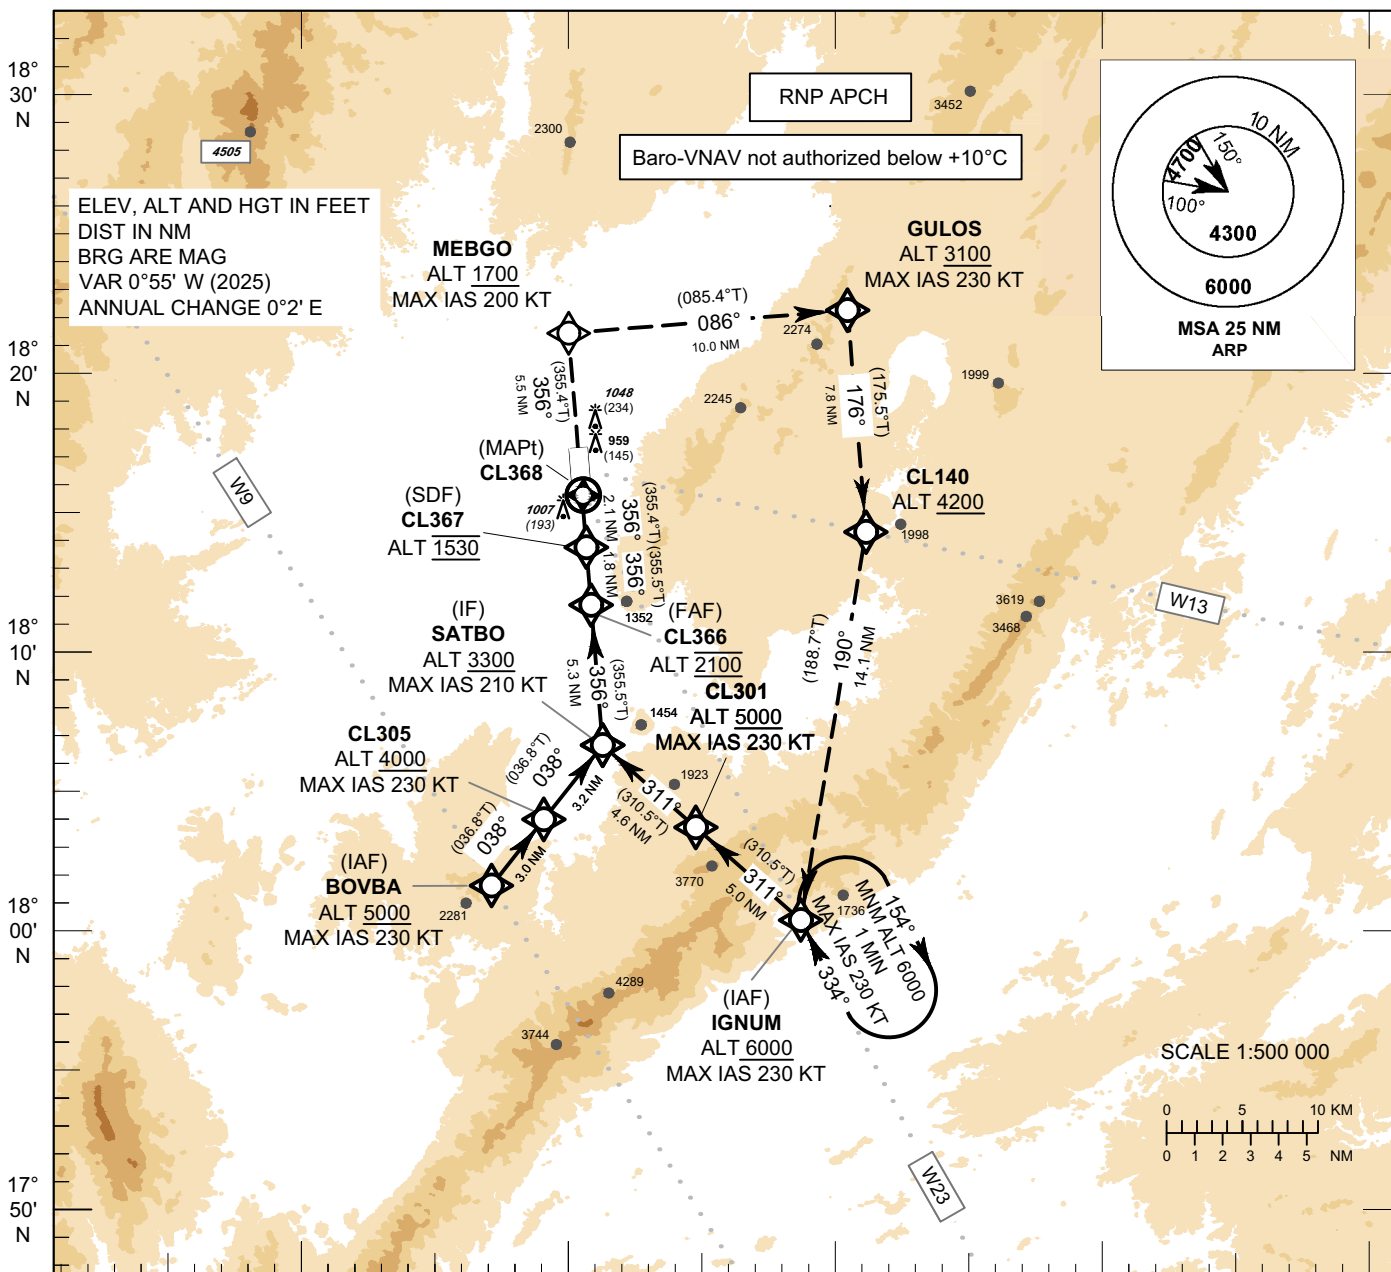 18°
30'
N
4505
2300
RNP APCH
3452
Baro-VNAV not authorized below +10°C
4700
150°
10 NM
100°
4300
6000
MSA 25 NM
ARP
ELEV, ALT AND HGT IN FEET
DIST IN NM
BRG ARE MAG
VAR 0°55' W (2025)
ANNUAL CHANGE 0°2' E
MEBGO
ALT 1700
MAX IAS 200 KT
GULOS
ALT 3100
MAX IAS 230 KT
(085.4°T)
086°
10.0 NM
2274
18°
20'
N
(355.4°T)
356°
5.5 NM
1048
(234)
959
(145)
2245
(175.5°T)
176°
7.8 NM
1999
W9
(MAPt)
CL368
1007
(193)
(SDF)
CL367
ALT 1530
2.1 NM
356°
(355.4°T)
1.8 NM
356°
(355.5°T)
CL140
ALT 4200
1998
W13
3619
3468
18°
10'
N
(IF)
SATBO
ALT 3300
MAX IAS 210 KT
1352
(FAF)
CL366
ALT 2100
(188.7°T)
190°
14.1 NM
5.3 NM
356°
(355.5°T)
1454
CL301
ALT 5000
MAX IAS 230 KT
CL305
ALT 4000
MAX IAS 230 KT
(036.8°T)
038°
3.2 NM
1923
311°
(310.5°T)
4.6 NM
(036.8°T)
038°
3.0 NM
(IAF)
BOVBA
ALT 5000
MAX IAS 230 KT
2281
3770
(310.5°T)
311°
5.0 NM
1736
154°
MNM ALT 6000
1 MIN
MAX IAS 230 KT
334°
18°
00'
N
4289
3744
(IAF)
IGNUM
ALT 6000
MAX IAS 230 KT
SCALE 1:500 000
0 5 10 KM
0 1 2 3 4 5 NM
W23
17°
50'
N